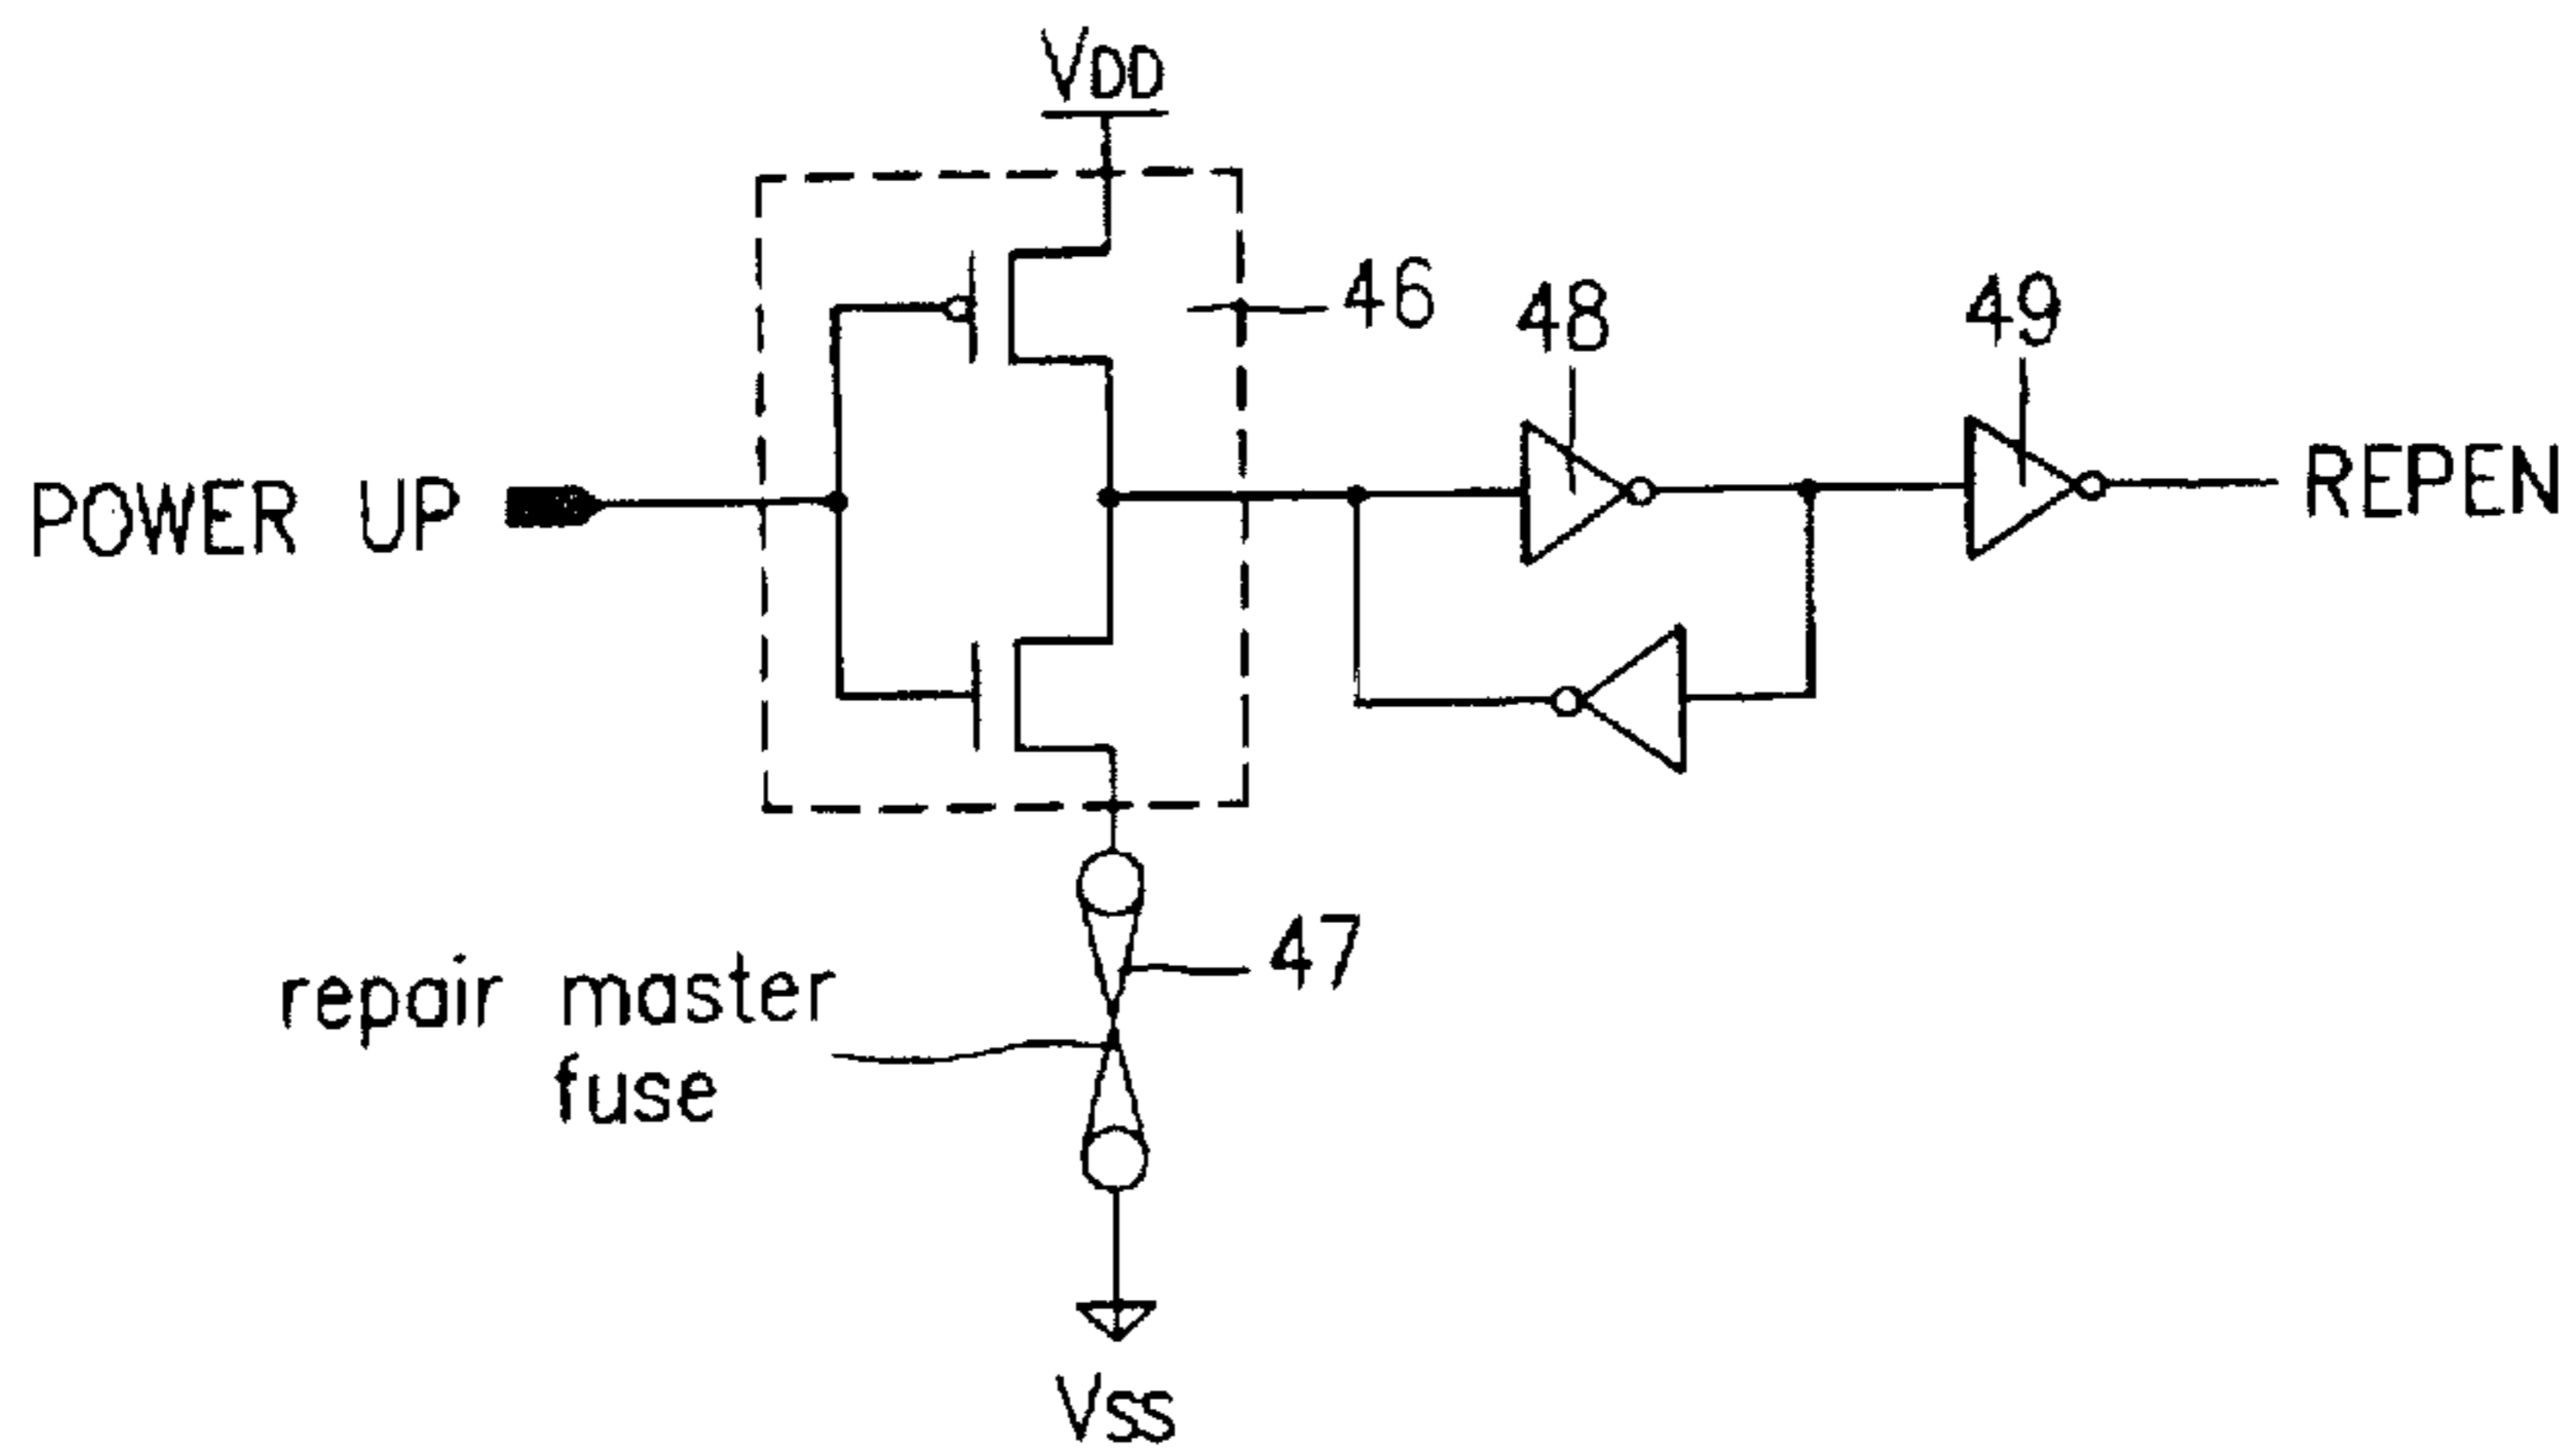 VDD
46
48
49
POWER UP
REPEN
47
repair master
fuse
VSS